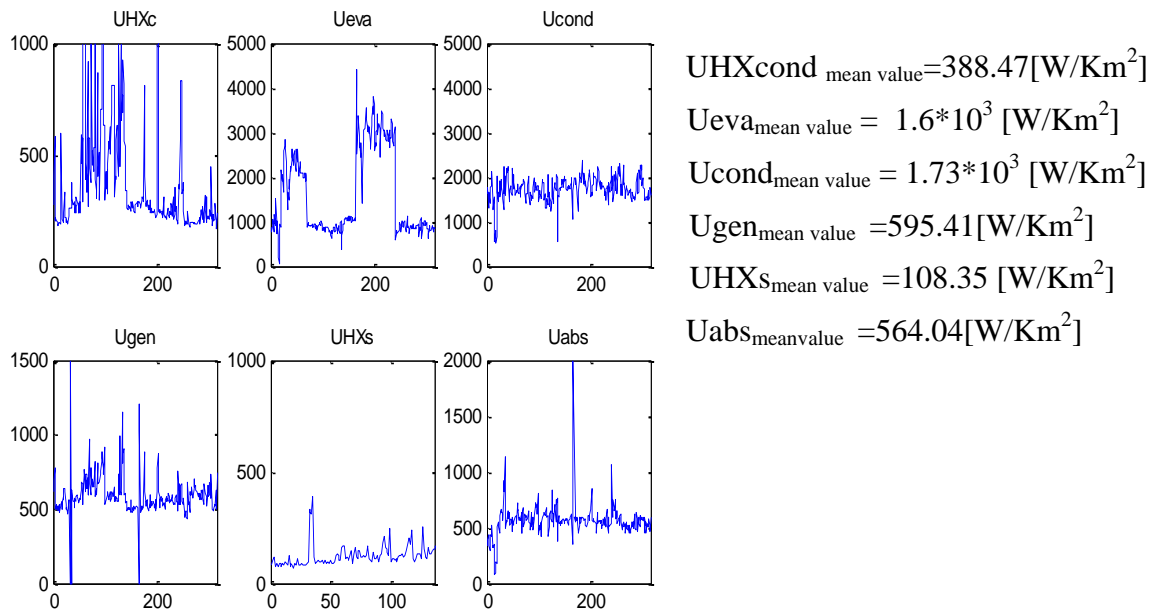 UHXc
Ueva
Ucond
1000
500
0
0 200
5000
4000
3000
2000
1000
0
0 200
5000
4000
3000
2000
1000
0
0 200
Ugen
UHXs
Uabs
1500
1000
500
0
0 200
1000
500
0
0 50 100
2000
1500
1000
500
0
0 200
UHXcond mean value=388.47[W/Km²]
Uevamean value = 1.6*10³ [W/Km²]
Ucondmean value = 1.73*10³ [W/Km²]
Ugenmean value =595.41[W/Km²]
UHXsmean value =108.35 [W/Km²]
Uabsmeanvalue =564.04[W/Km²]